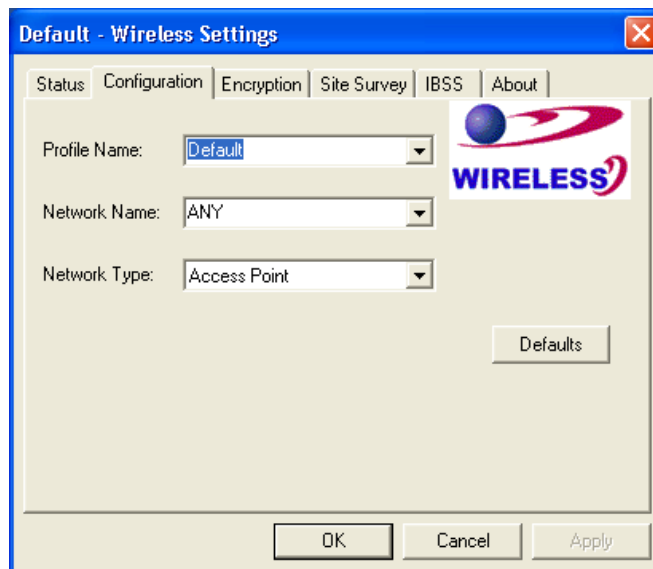 Default - Wireless Settings
Status Configuration Encryption Site Survey IBSS About
WIRELESS
Profile Name: Default
Network Name: ANY
Network Type: Access Point
Defaults
OK Cancel Apply